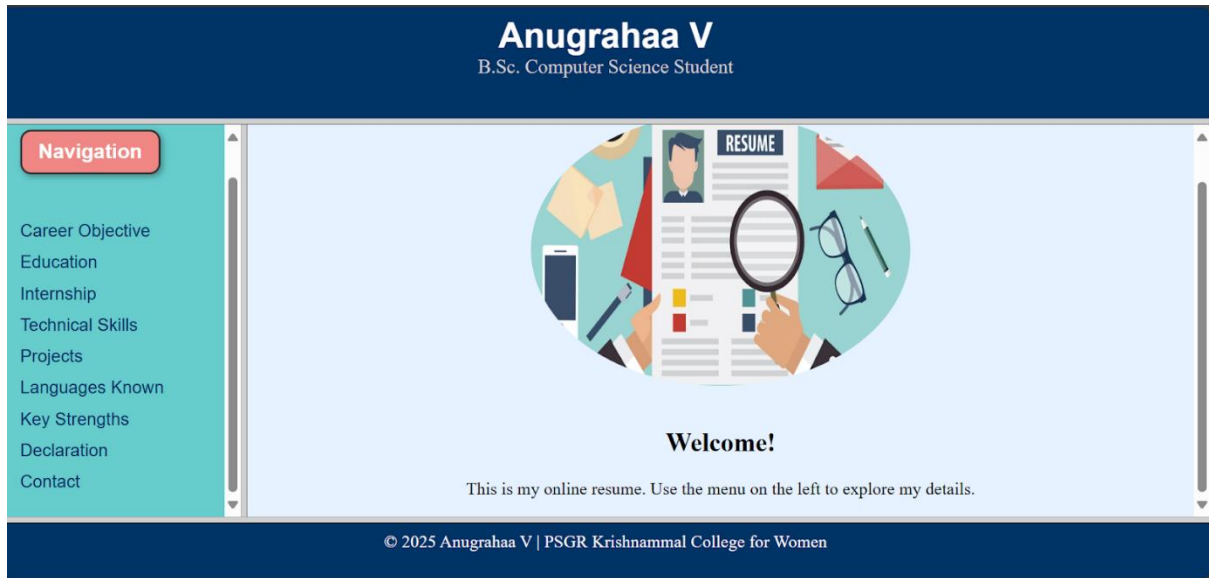 Anugrahaa V
B.Sc. Computer Science Student
Navigation
Career Objective
Education
Internship
Technical Skills
Projects
Languages Known
Key Strengths
Declaration
Contact
RESUME
Welcome!
This is my online resume. Use the menu on the left to explore my details.
© 2025 Anugrahaa V | PSGR Krishnammal College for Women